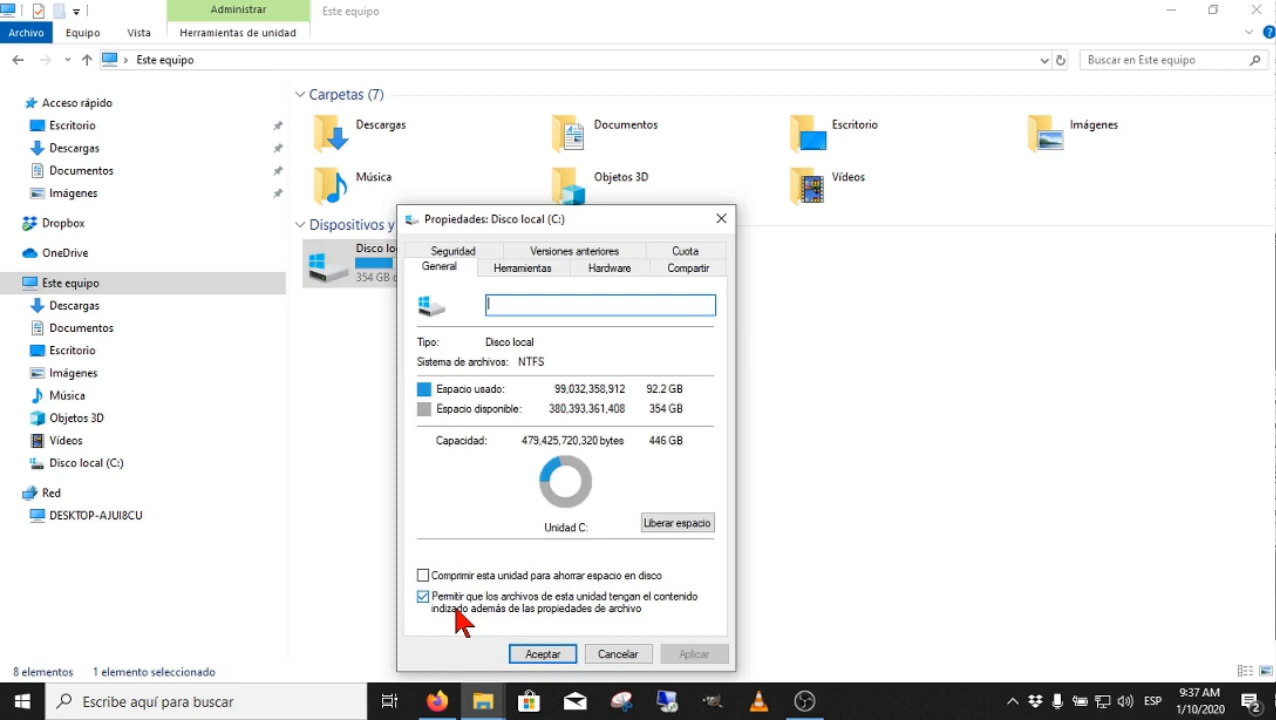 Administrar
Este equipo
Archivo
Equipo
Vista
Herramientas de unidad
Este equipo
Buscar en Este equipo
Acceso rápido
Escritorio
Descargas
Documentos
Imágenes
Dropbox
OneDrive
Este equipo
Descargas
Documentos
Escritorio
Imágenes
Música
Objetos 3D
Vídeos
Disco local (C:)
Red
DESKTOP-AJUI8CU
Carpetas (7)
Descargas
Documentos
Escritorio
Imágenes
Música
Objetos 3D
Vídeos
Dispositivos y
Disco lo
354 GB
Propiedades: Disco local (C:)
Seguridad
Versiones anteriores
Cuota
General
Herramientas
Hardware
Compartir
Tipo: Disco local
Sistema de archivos: NTFS
Espacio usado: 99,032,358,912 92.2 GB
Espacio disponible: 380,393,361,408 354 GB
Capacidad: 479,425,720,320 bytes 446 GB
Unidad C:
Liberar espacio
Comprimir esta unidad para ahorrar espacio en disco
Permitir que los archivos de esta unidad tengan el contenido
indizado además de las propiedades de archivo
Aceptar
Cancelar
Aplicar
8 elementos
1 elemento seleccionado
Escribe aquí para buscar
ESP
9:37 AM
1/10/2020
2